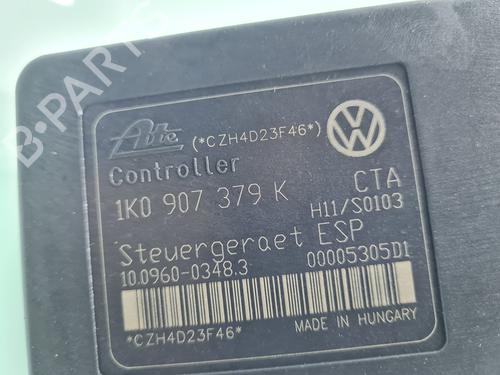 B-PARTS
Ate
(*CZH4D23F46*)
Controller
1K0 907 379 K
CTA
H11/S0103
Steuergeraet ESP
10.0960-0348.3
00005305D1
*CZH4D23F46*
MADE IN HUNGARY